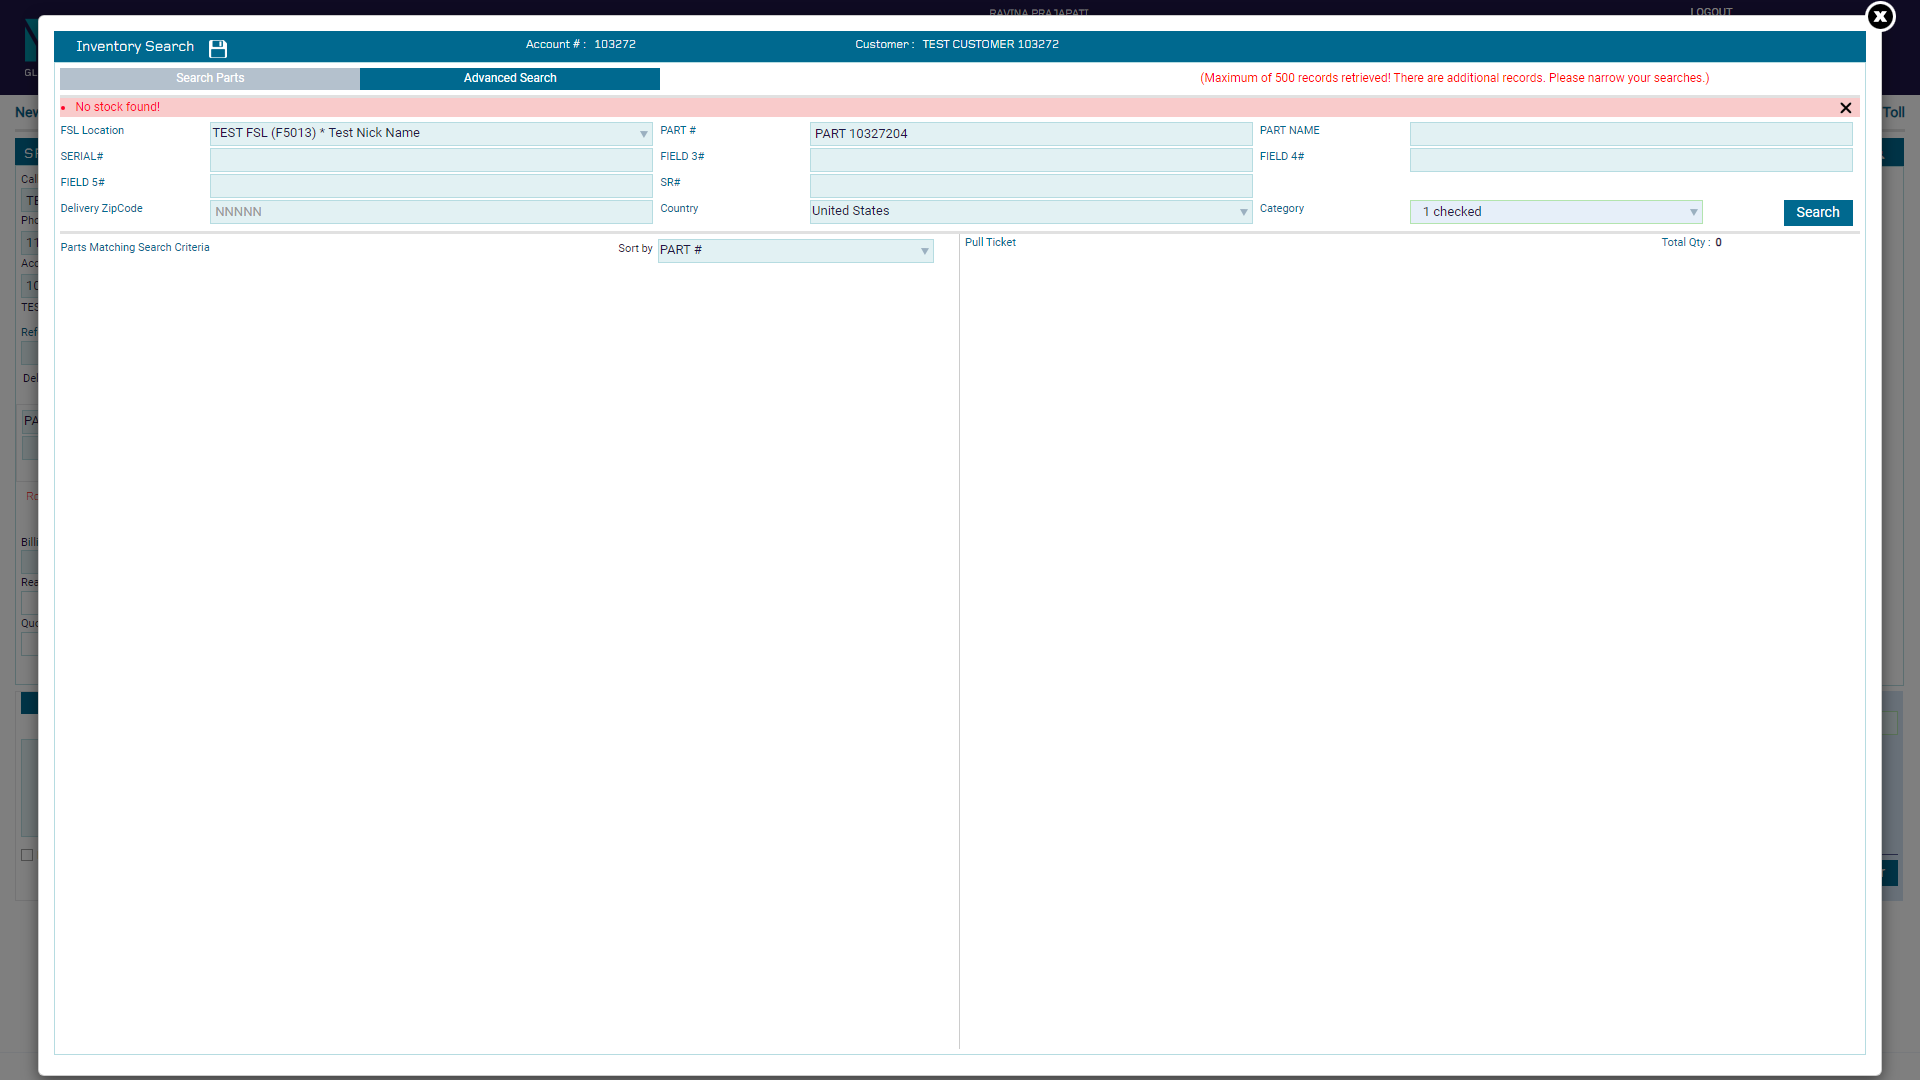 RAVINA PRAJAPATI LOGOUT
Inventory Search Account # : 103272 Customer : TEST CUSTOMER 103272
Search Parts Advanced Search (Maximum of 500 records retrieved! There are additional records. Please narrow your searches.)
No stock found!
FSL Location TEST FSL (F5013) * Test Nick Name PART # PART 10327204 PART NAME
SERIAL# FIELD 3# FIELD 4#
FIELD 5# SR#
Delivery ZipCode NNNNN Country United States Category 1 checked Search
Parts Matching Search Criteria Sort by PART # Pull Ticket Total Qty : 0
Toll